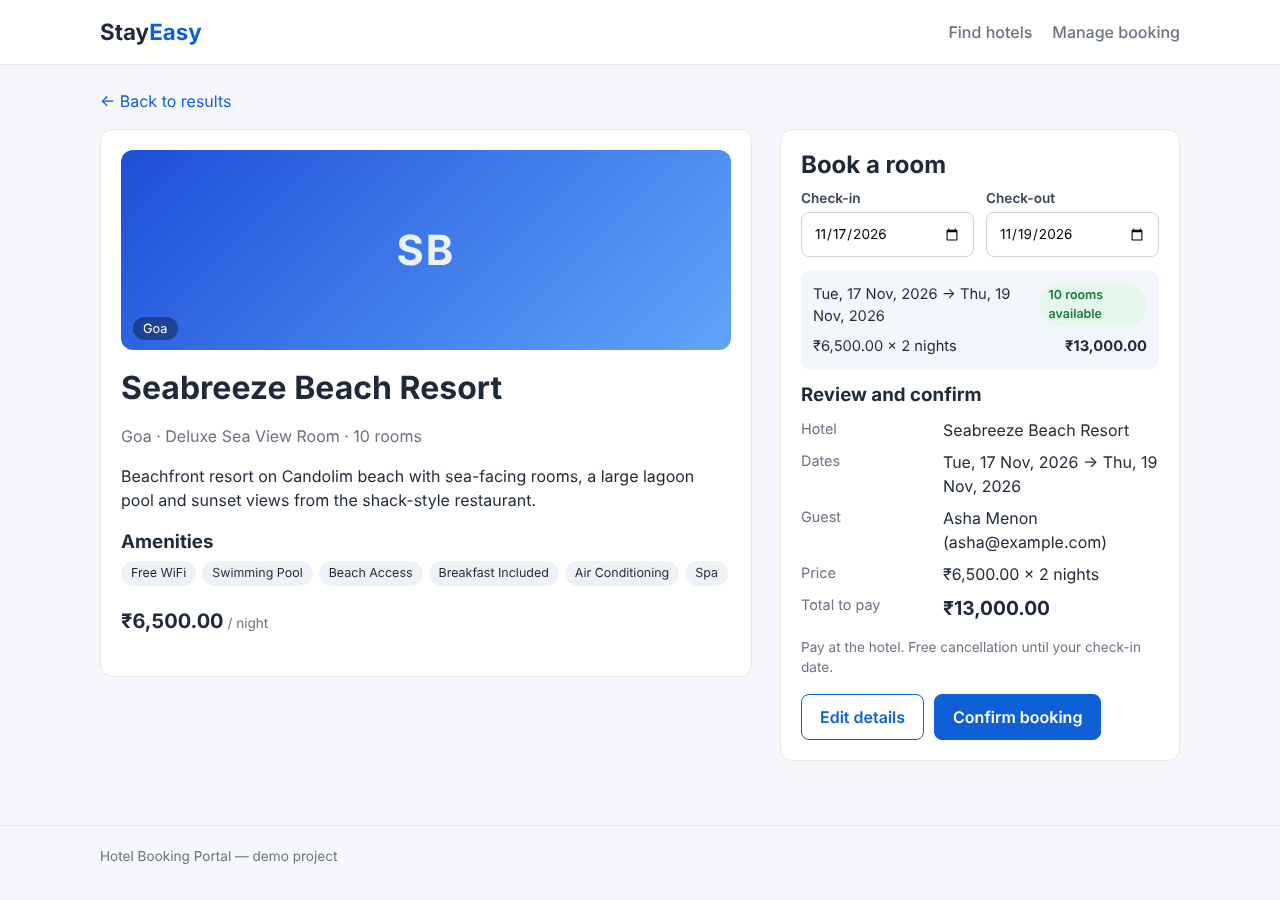 StayEasy
Find hotels Manage booking
← Back to results
SB
Goa
Seabreeze Beach Resort
Goa · Deluxe Sea View Room · 10 rooms
Beachfront resort on Candolim beach with sea-facing rooms, a large lagoon
pool and sunset views from the shack-style restaurant.
Amenities
Free WiFi Swimming Pool Beach Access Breakfast Included Air Conditioning Spa
₹6,500.00 / night
Book a room
Check-in Check-out
11/17/2026 11/19/2026
Tue, 17 Nov, 2026 → Thu, 19
Nov, 2026
10 rooms
available
₹6,500.00 × 2 nights ₹13,000.00
Review and confirm
Hotel Seabreeze Beach Resort
Dates Tue, 17 Nov, 2026 → Thu, 19
Nov, 2026
Guest Asha Menon
(asha@example.com)
Price ₹6,500.00 × 2 nights
Total to pay ₹13,000.00
Pay at the hotel. Free cancellation until your check-in
date.
Edit details Confirm booking
Hotel Booking Portal — demo project